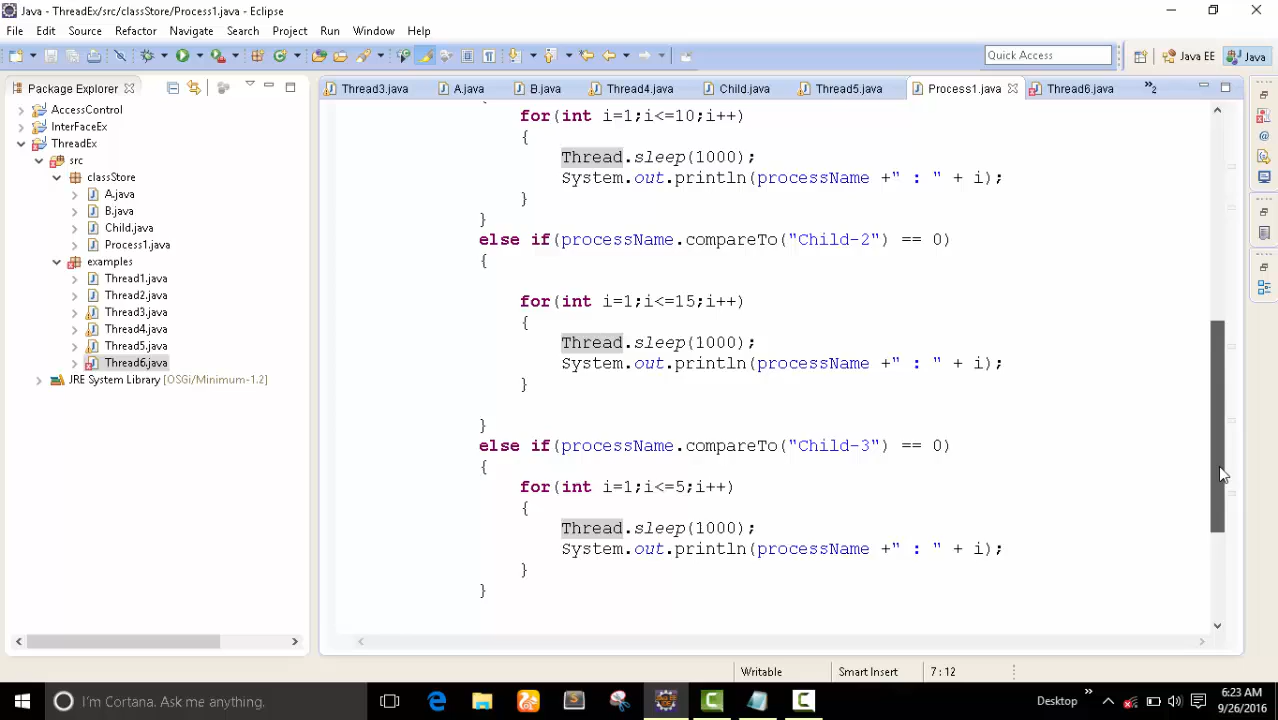 Java - ThreadEx/src/classStore/Process1.java - Eclipse
File Edit Source Refactor Navigate Search Project Run Window Help
Quick Access
Java EE
Java
Package Explorer
Thread3.java
A.java
B.java
Thread4.java
Child.java
Thread5.java
Process1.java
Thread6.java
»2
AccessControl
InterFaceEx
ThreadEx
src
classStore
A.java
B.java
Child.java
Process1.java
examples
Thread1.java
Thread2.java
Thread3.java
Thread4.java
Thread5.java
Thread6.java
JRE System Library [OSGi/Minimum-1.2]
for(int i=1;i<=10;i++)
{
Thread.sleep(1000);
System.out.println(processName +" : " + i);
}
}
else if(processName.compareTo("Child-2") == 0)
{
for(int i=1;i<=15;i++)
{
Thread.sleep(1000);
System.out.println(processName +" : " + i);
}
}
else if(processName.compareTo("Child-3") == 0)
{
for(int i=1;i<=5;i++)
{
Thread.sleep(1000);
System.out.println(processName +" : " + i);
}
}
Writable
Smart Insert
7 : 12
I'm Cortana. Ask me anything.
Desktop
6:23 AM
9/26/2016